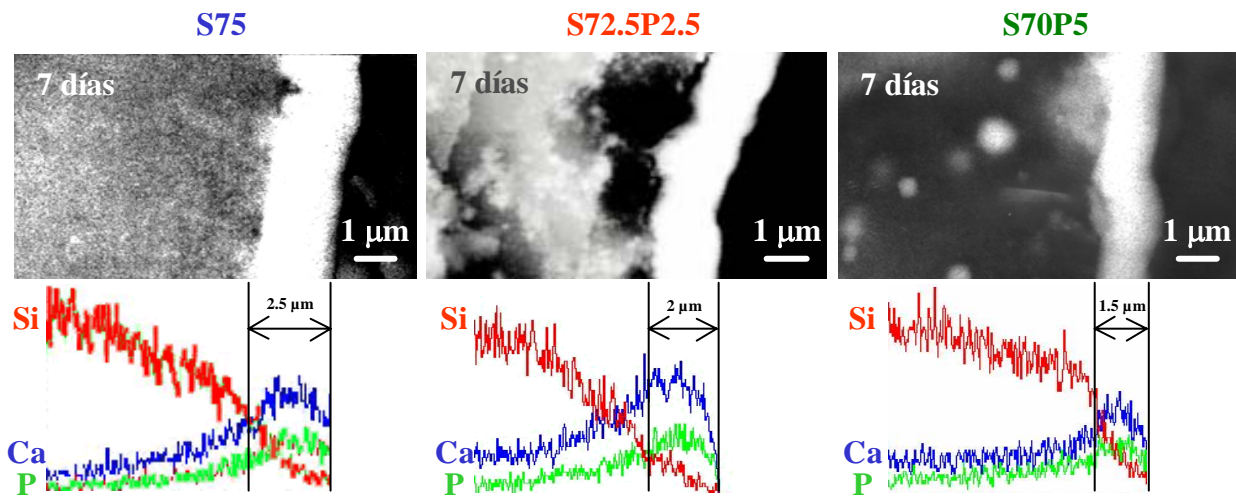 S75 S72.5P2.5 S70P5
7 días 7 días 7 días
1 μm 1 μm 1 μm
2.5 μm 2 μm 1.5 μm
Si Si Si
Ca Ca Ca
P P P